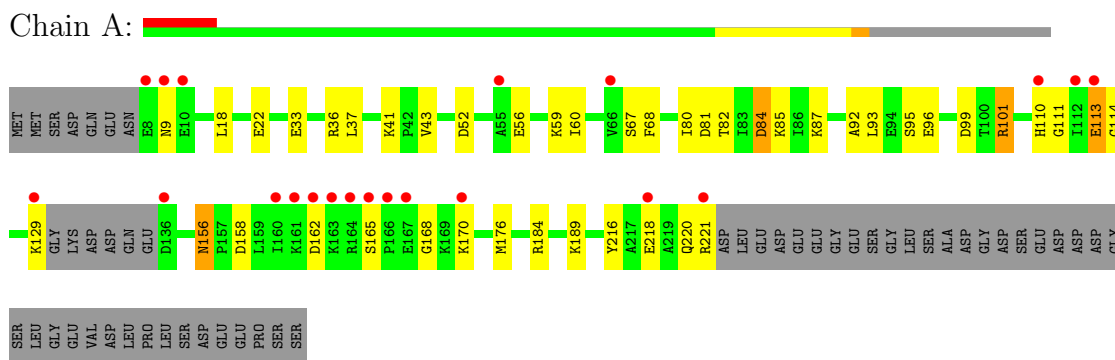 Chain A:
MET MET SER ASP GLN GLU ASN E8 N9 E10 L18 E22 E33 R36 L37 K41 P42 V43 D52 A55 E56 K59 I60 V66 S67 F68 I80 D81 T82 I83 D84 K85 I86 K87 A92 L93 E94 S95 E96 D99 T100 R101 H110 G111 I112 E113 G114
K129 GLY LYS ASP ASP GLN GLU D136 N156 P157 D158 L159 I160 K161 D162 K163 R164 S165 P166 E167 G168 K169 K170 M176 R184 K189 Y216 A217 E218 A219 Q220 R221 ASP LEU GLU ASP GLU GLU GLY GLU SER GLY LEU SER ALA ASP GLY ASP SER GLU ASP ASP ASP GLY
SER LEU GLY GLU VAL ASP LEU PRO LEU SER ASP GLU GLU PRO SER SER